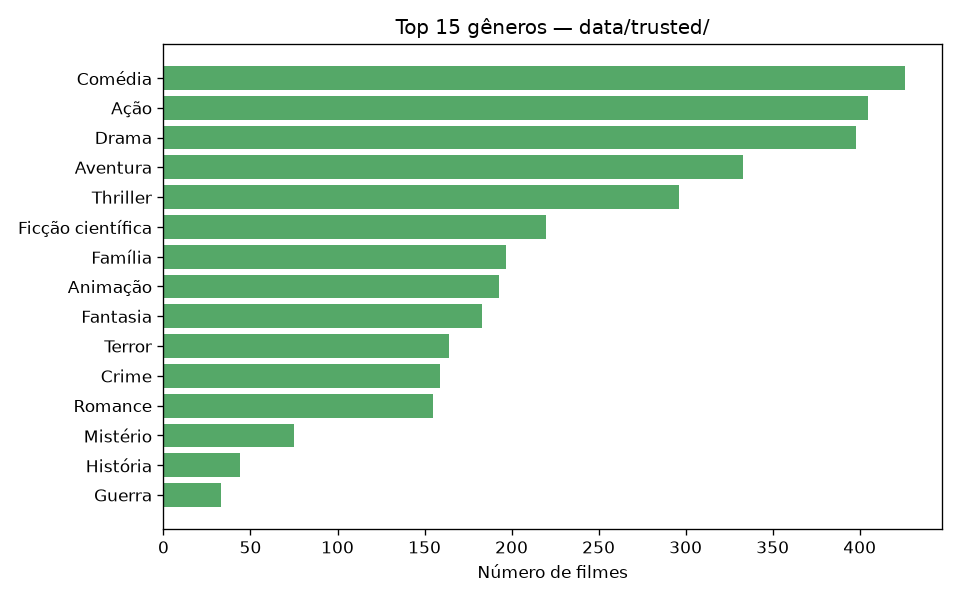 Top 15 gêneros — data/trusted/
Comédia
Ação
Drama
Aventura
Thriller
Ficção científica
Família
Animação
Fantasia
Terror
Crime
Romance
Mistério
História
Guerra
0 50 100 150 200 250 300 350 400
Número de filmes